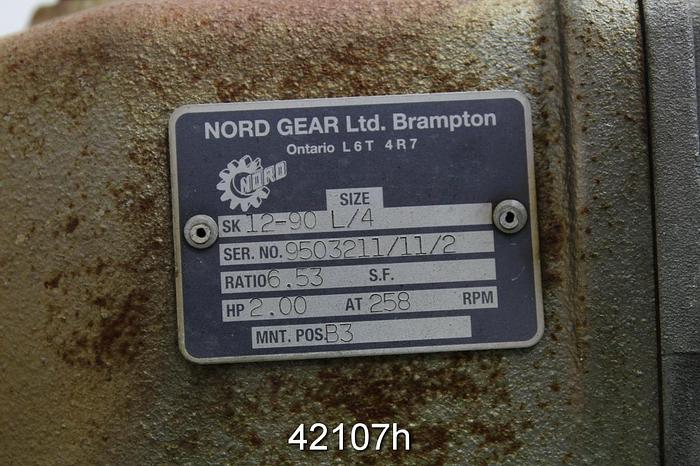 NORD GEAR Ltd. Brampton
Ontario L6T 4R7
NORD
SIZE
SK 12-90 L/4
SER. NO. 9503211/11/2
RATIO 6.53 S.F.
HP 2.00 AT 258 RPM
MNT. POS. B3
42107h